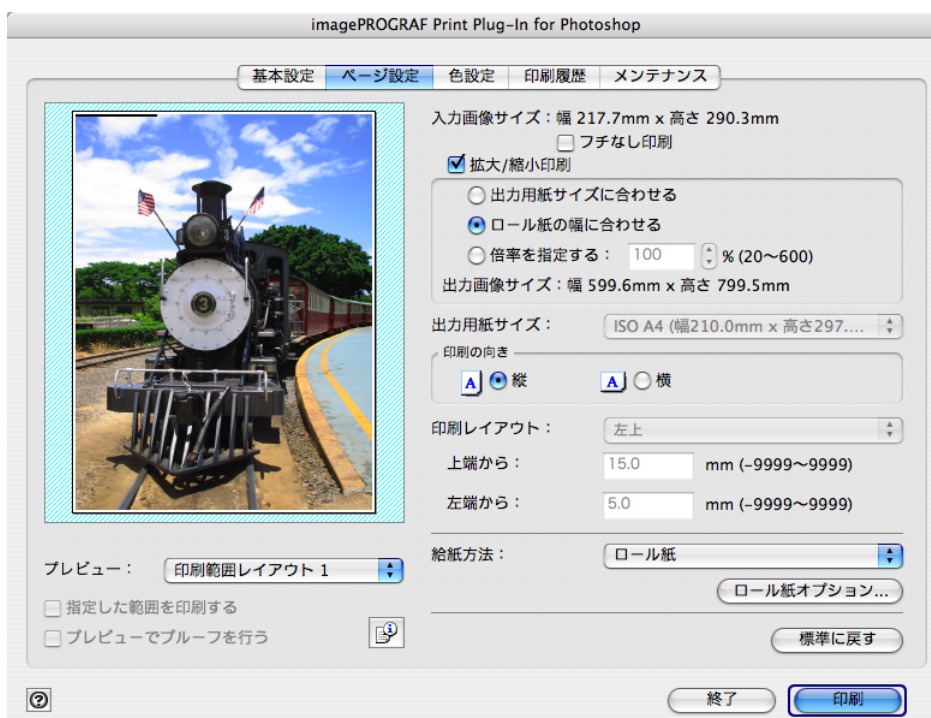 imagePROGRAF Print Plug-In for Photoshop
基本設定 ページ設定 色設定 印刷履歴 メンテナンス
入力画像サイズ：幅 217.7mm x 高さ 290.3mm
フチなし印刷
拡大/縮小印刷
出力用紙サイズに合わせる
ロール紙の幅に合わせる
倍率を指定する： 100 % (20～600)
出力画像サイズ：幅 599.6mm x 高さ 799.5mm
出力用紙サイズ： ISO A4 (幅210.0mm x 高さ297....
印刷の向き
A 縦 A 横
印刷レイアウト： 左上
上端から： 15.0 mm (-9999～9999)
左端から： 5.0 mm (-9999～9999)
給紙方法： ロール紙
ロール紙オプション...
標準に戻す
3
プレビュー： 印刷範囲レイアウト 1
指定した範囲を印刷する
プレビューでプルーフを行う
? 終了 印刷